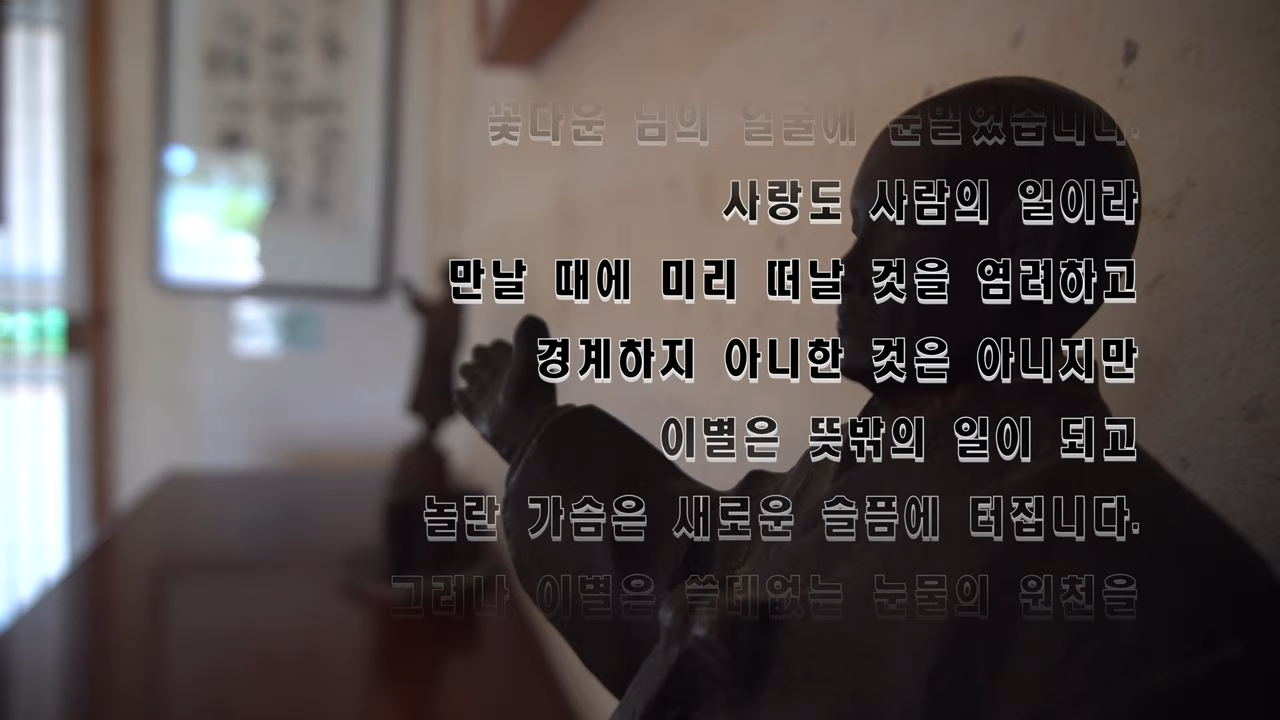 꽃다운 님의 얼굴에 눈멀었습니다.
사랑도 사람의 일이라
만날 때에 미리 떠날 것을 염려하고
경계하지 아니한 것은 아니지만
이별은 뜻밖의 일이 되고
놀란 가슴은 새로운 슬픔에 터집니다.
그러나 이별은 쓸데없는 눈물의 원천을